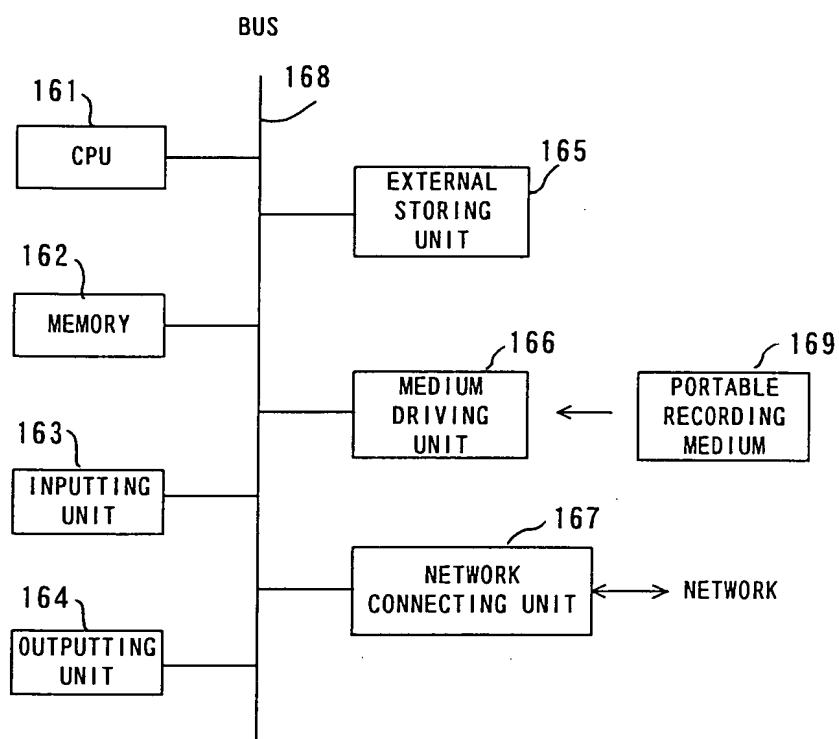 BUS
168
161
CPU
165
EXTERNAL
STORING
UNIT
162
MEMORY
166
MEDIUM
DRIVING
UNIT
169
PORTABLE
RECORDING
MEDIUM
163
INPUTTING
UNIT
167
NETWORK
CONNECTING UNIT
NETWORK
164
OUTPUTTING
UNIT